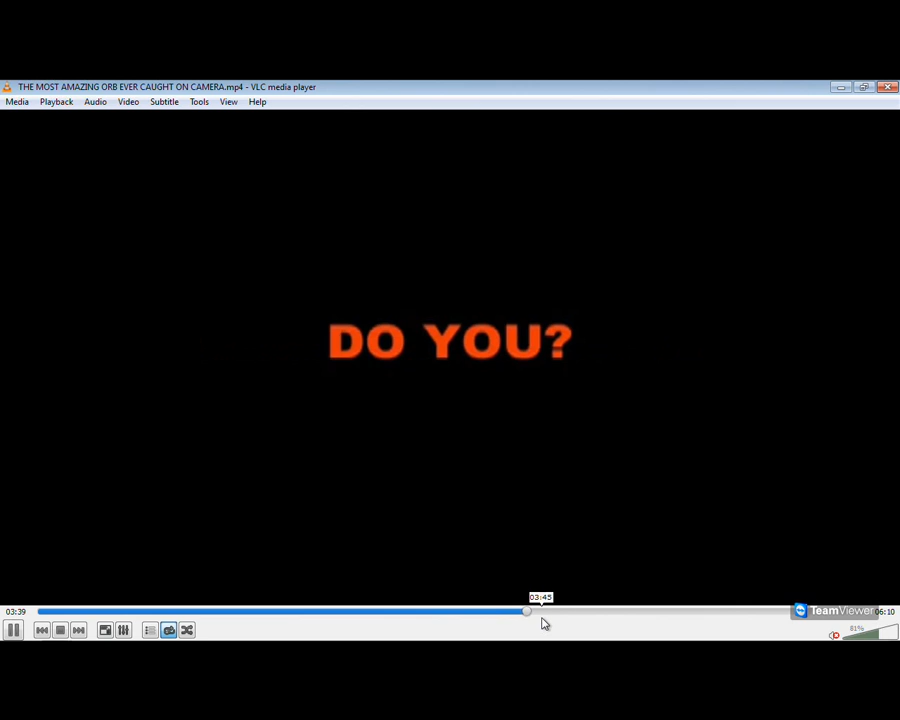 THE MOST AMAZING ORB EVER CAUGHT ON CAMERA.mp4 - VLC media player
Media Playback Audio Video Subtitle Tools View Help
DO YOU?
03:45
03:39
TeamViewer
06:10
81%